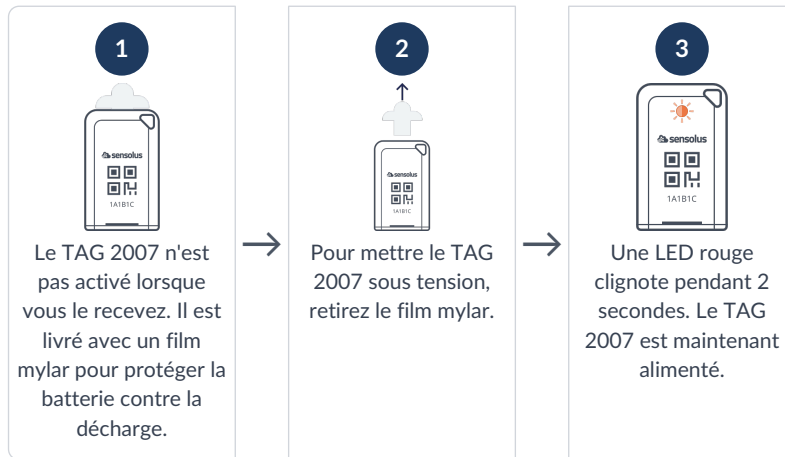 1
sensolus
1A1B1C
Le TAG 2007 n'est
pas activé lorsque
vous le recevez. Il est
livré avec un film
mylar pour protéger la
batterie contre la
décharge.
2
sensolus
1A1B1C
Pour mettre le TAG
2007 sous tension,
retirez le film mylar.
3
sensolus
1A1B1C
Une LED rouge
clignote pendant 2
secondes. Le TAG
2007 est maintenant
alimenté.